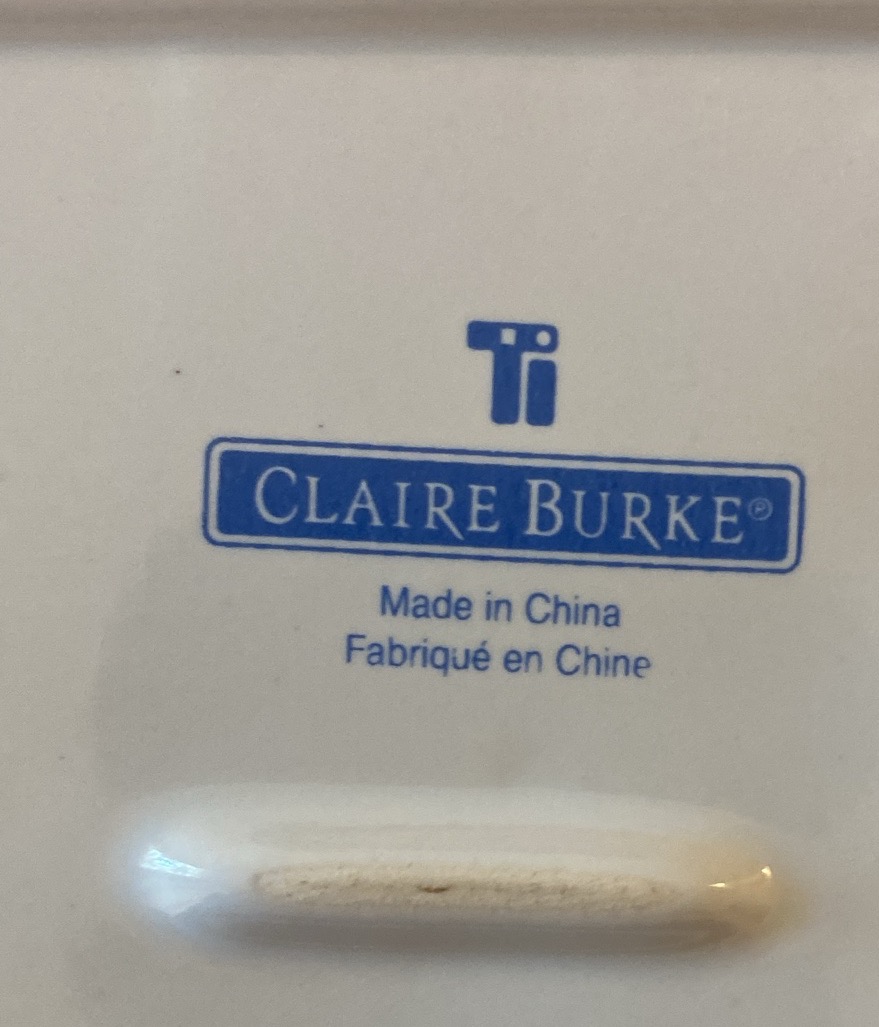 Ti
CLAIRE BURKE®
Made in China
Fabriqué en Chine